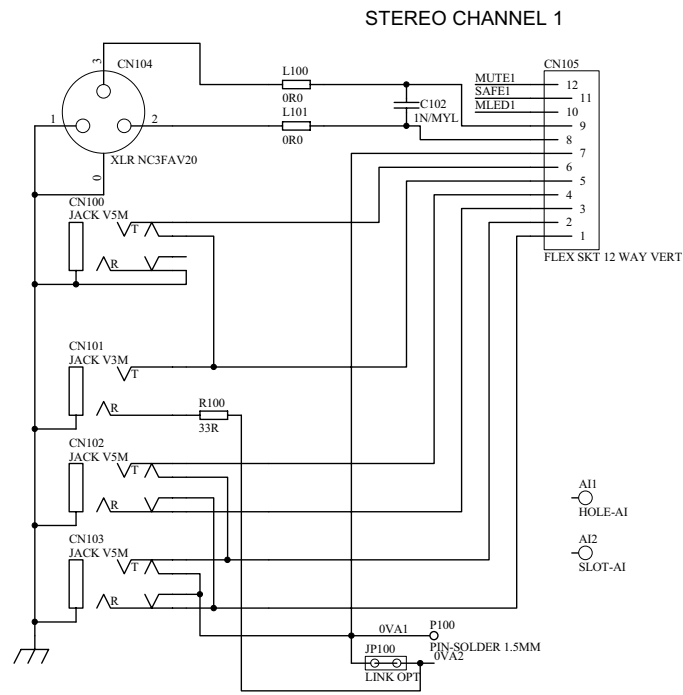 STEREO CHANNEL 1
CN104
3
1
2
0
XLR NC3FAV20
L100
0R0
L101
0R0
C102
1N/MYL
CN105
MUTE1
SAFE1
MLED1
12
11
10
9
8
7
6
5
4
3
2
1
FLEX SKT 12 WAY VERT
CN100
JACK V5M
T
R
CN101
JACK V3M
T
R
R100
33R
CN102
JACK V5M
T
R
CN103
JACK V5M
T
R
AI1
HOLE-AI
AI2
SLOT-AI
0VA1
P100
PIN-SOLDER 1.5MM
JP100
0VA2
LINK OPT